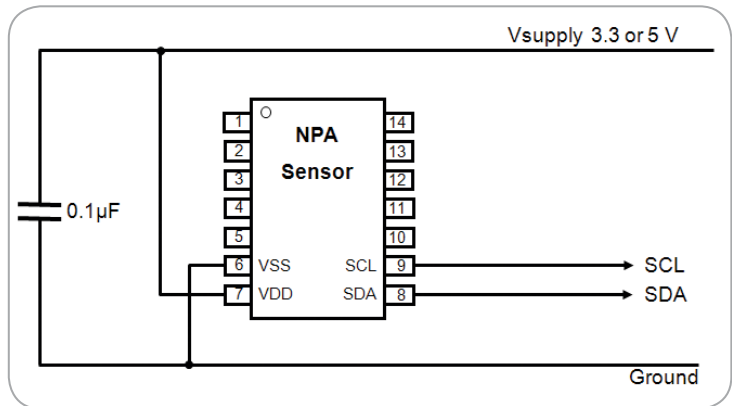 Vsupply 3.3 or 5 V
NPA
Sensor
0.1µF
1
2
3
4
5
6 VSS
7 VDD
14
13
12
11
10
SCL 9
SDA 8
SCL
SDA
Ground